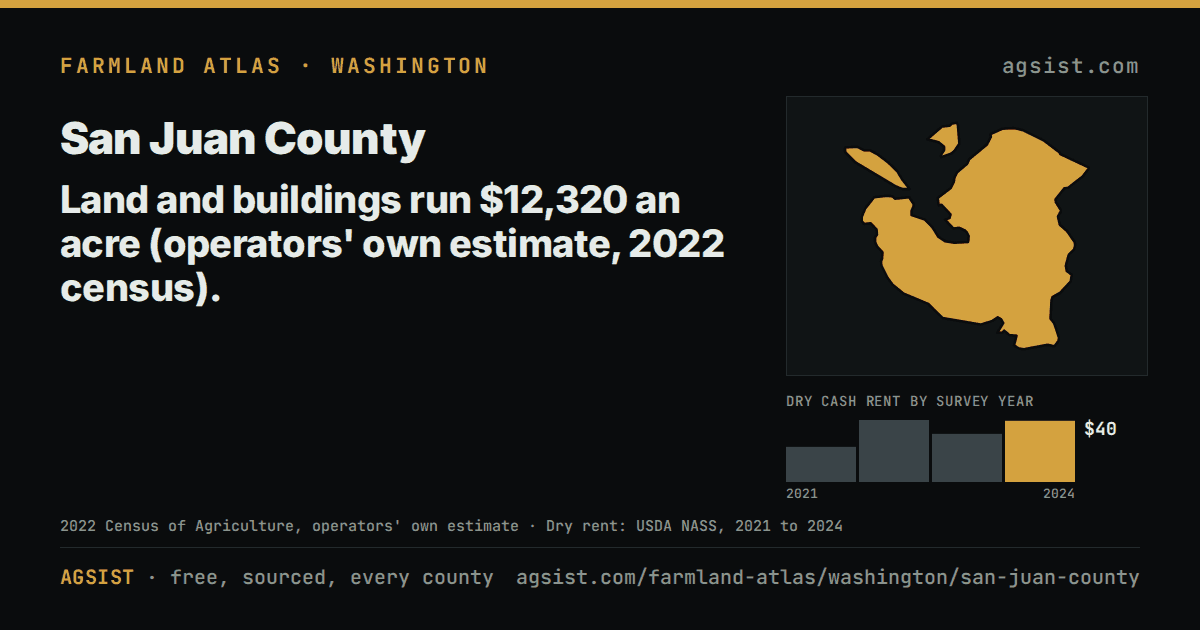 FARMLAND ATLAS · WASHINGTON
agsist.com
San Juan County
Land and buildings run $12,320 an
acre (operators' own estimate, 2022
census).
DRY CASH RENT BY SURVEY YEAR
$40
2021 2024
2022 Census of Agriculture, operators' own estimate · Dry rent: USDA NASS, 2021 to 2024
AGSIST · free, sourced, every county agsist.com/farmland-atlas/washington/san-juan-county